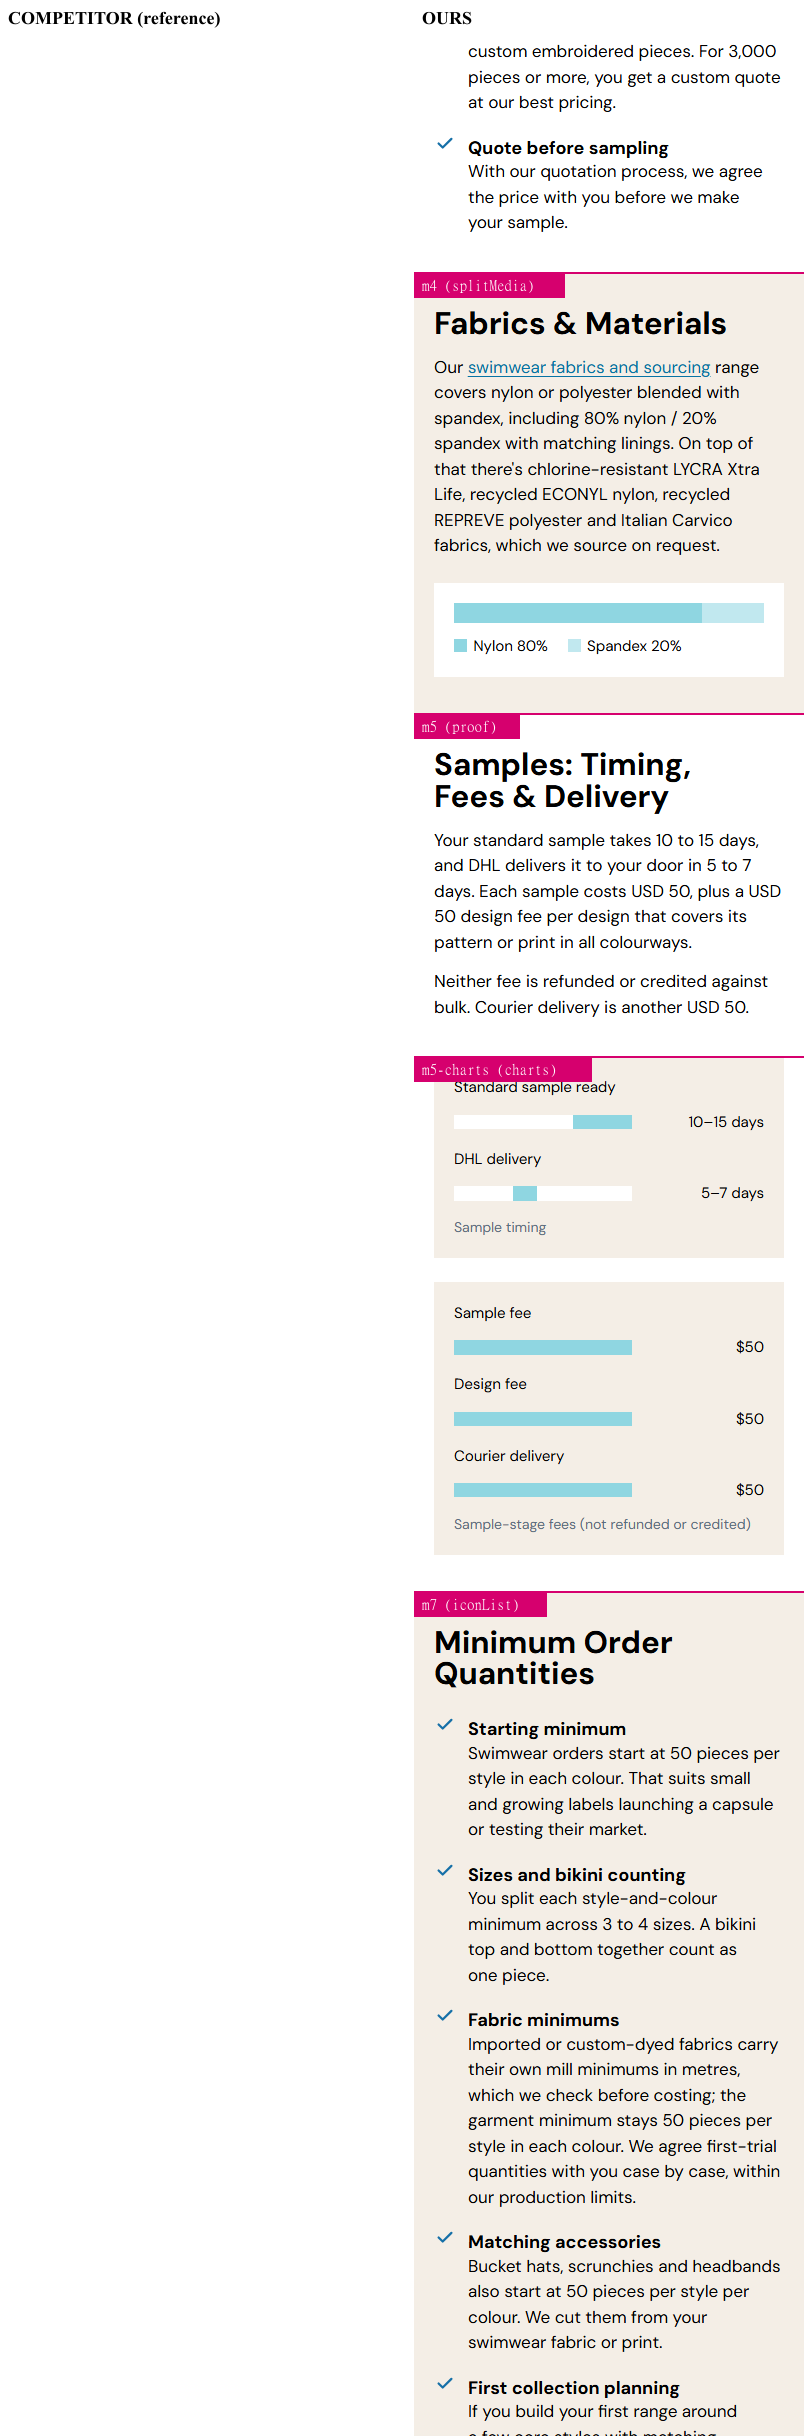 COMPETITOR (reference)
OURS
custom embroidered pieces. For 3,000
pieces or more, you get a custom quote
at our best pricing.
Quote before sampling
With our quotation process, we agree
the price with you before we make
your sample.
m4 (splitMedia)
Fabrics & Materials
Our swimwear fabrics and sourcing range
covers nylon or polyester blended with
spandex, including 80% nylon / 20%
spandex with matching linings. On top of
that there's chlorine-resistant LYCRA Xtra
Life, recycled ECONYL nylon, recycled
REPREVE polyester and Italian Carvico
fabrics, which we source on request.
Nylon 80% Spandex 20%
m5 (proof)
Samples: Timing,
Fees & Delivery
Your standard sample takes 10 to 15 days,
and DHL delivers it to your door in 5 to 7
days. Each sample costs USD 50, plus a USD
50 design fee per design that covers its
pattern or print in all colourways.
Neither fee is refunded or credited against
bulk. Courier delivery is another USD 50.
m5-charts (charts)
Standard sample ready
10–15 days
DHL delivery
5–7 days
Sample timing
Sample fee
$50
Design fee
$50
Courier delivery
$50
Sample-stage fees (not refunded or credited)
m7 (iconList)
Minimum Order
Quantities
Starting minimum
Swimwear orders start at 50 pieces per
style in each colour. That suits small
and growing labels launching a capsule
or testing their market.
Sizes and bikini counting
You split each style-and-colour
minimum across 3 to 4 sizes. A bikini
top and bottom together count as
one piece.
Fabric minimums
Imported or custom-dyed fabrics carry
their own mill minimums in metres,
which we check before costing; the
garment minimum stays 50 pieces per
style in each colour. We agree first-trial
quantities with you case by case, within
our production limits.
Matching accessories
Bucket hats, scrunchies and headbands
also start at 50 pieces per style per
colour. We cut them from your
swimwear fabric or print.
First collection planning
If you build your first range around
a few core styles with matching